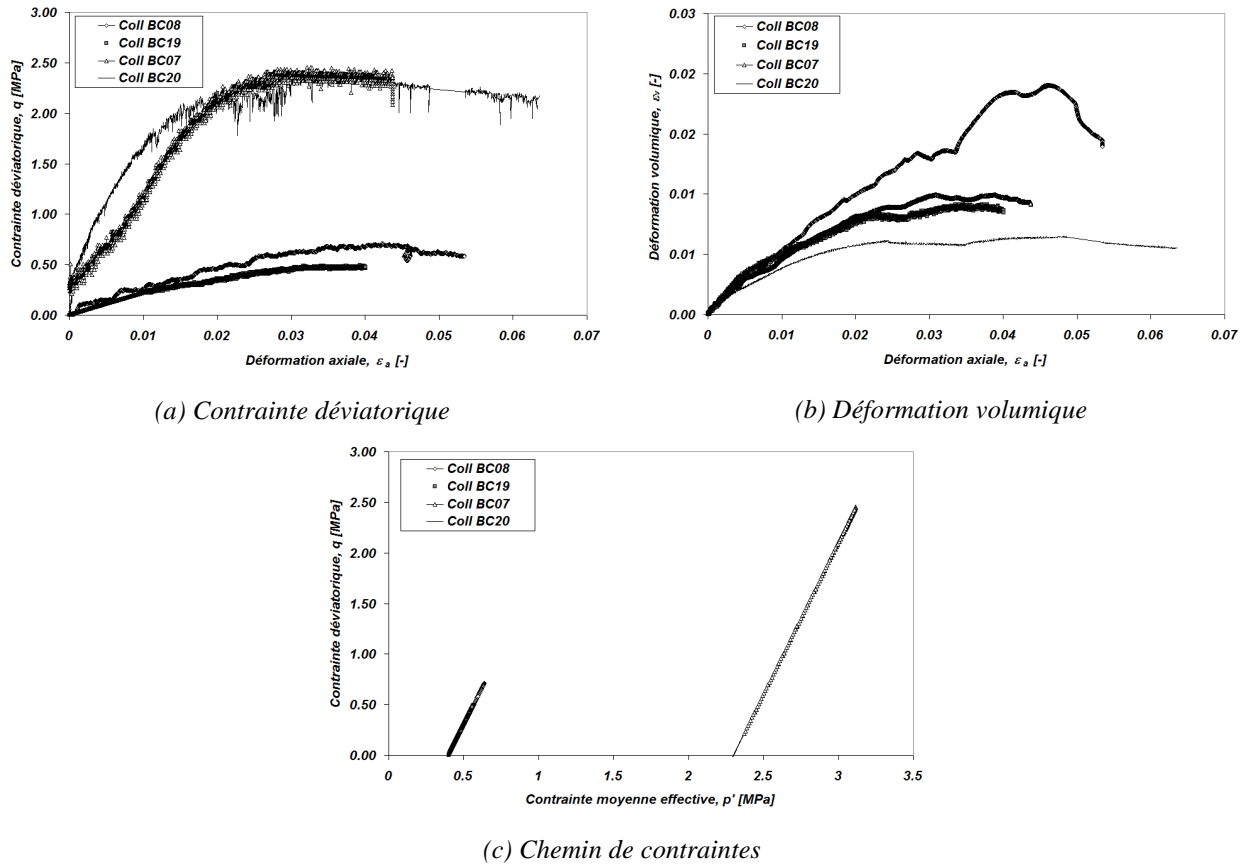 Contrainte déviatorique, q [MPa]
3.00
2.50
2.00
1.50
1.00
0.50
0.00
Coll BC08
Coll BC19
Coll BC07
Coll BC20
0 0.01 0.02 0.03 0.04 0.05 0.06 0.07
Déformation axiale, εa [-]
(a) Contrainte déviatorique
Déformation volumique, εv [-]
0.03
0.02
0.02
0.01
0.01
0.00
Coll BC08
Coll BC19
Coll BC07
Coll BC20
0 0.01 0.02 0.03 0.04 0.05 0.06 0.07
Déformation axiale, εa [-]
(b) Déformation volumique
Contrainte déviatorique, q [MPa]
3.00
2.50
2.00
1.50
1.00
0.50
0.00
Coll BC08
Coll BC19
Coll BC07
Coll BC20
0 0.5 1 1.5 2 2.5 3 3.5
Contrainte moyenne effective, p' [MPa]
(c) Chemin de contraintes